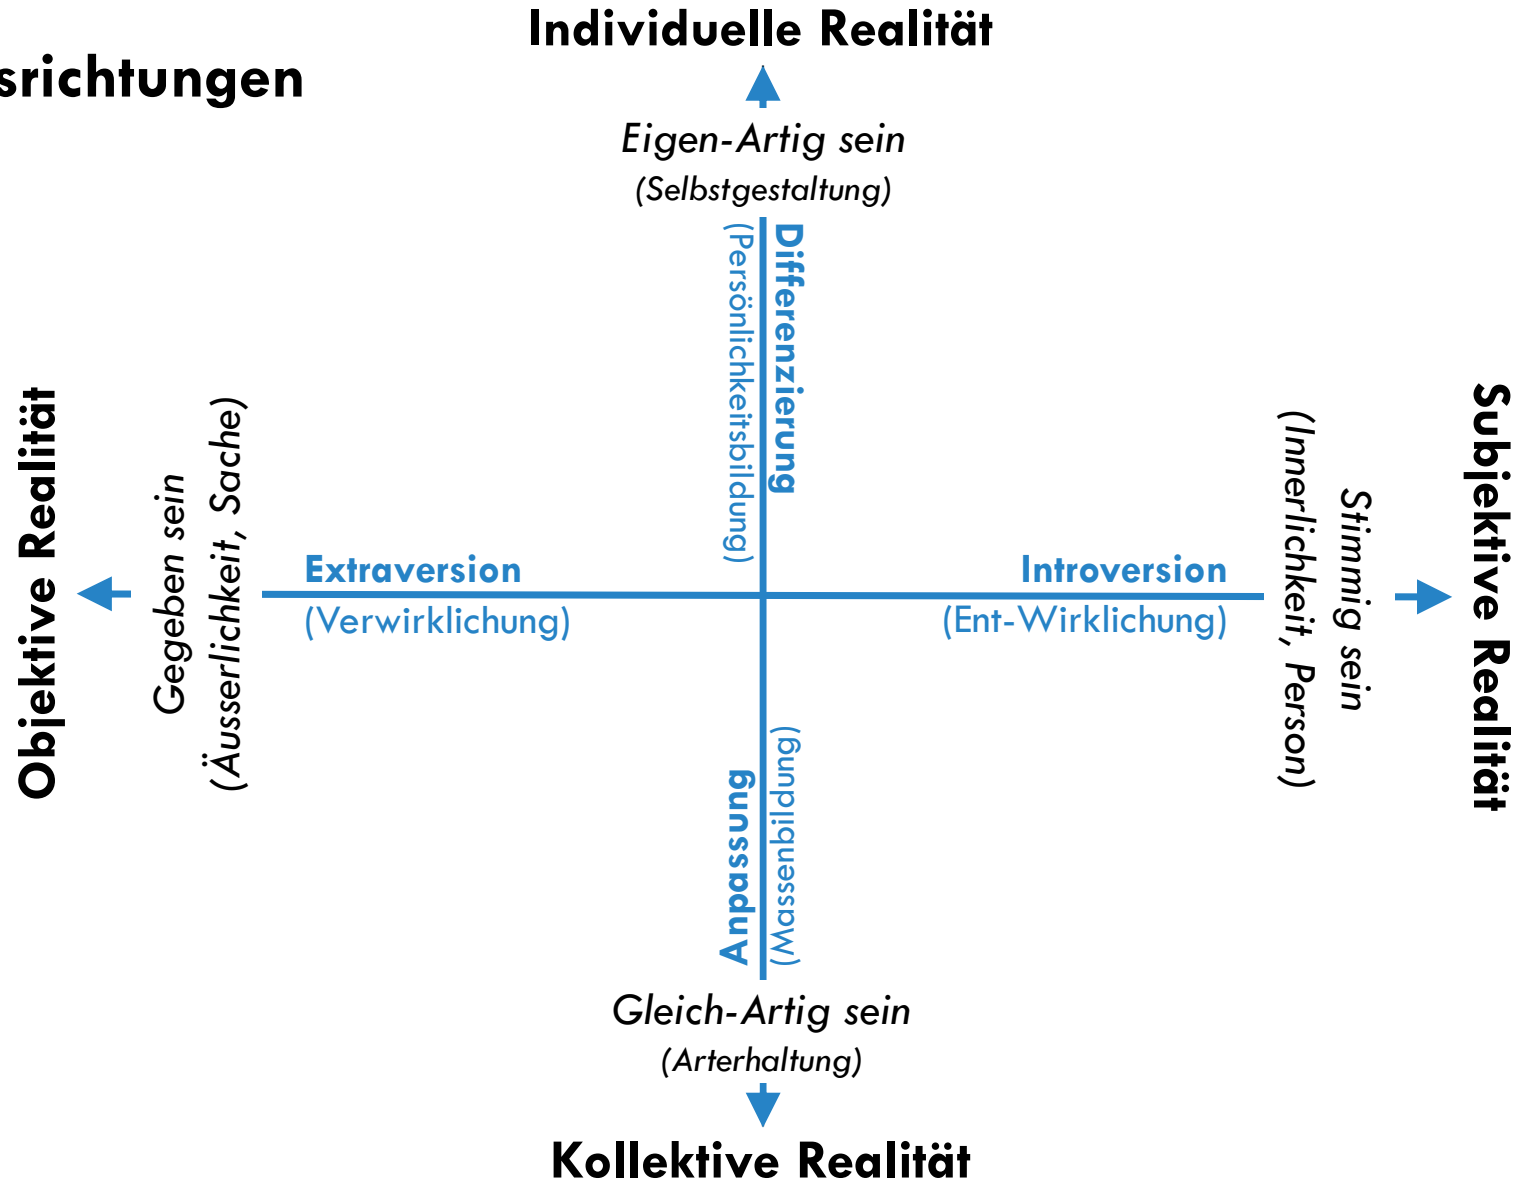 Individuelle Realität
srichtungen
Eigen-Artig sein
(Selbstgestaltung)
Differenzierung
(Persönlichkeitsbildung)
Objektive Realität
Gegeben sein
(Äusserlichkeit, Sache)
Extraversion
(Verwirklichung)
Introversion
(Ent-Wirklichung)
Stimmig sein
(Innerlichkeit, Person)
Subjektive Realität
Anpassung
(Massenbildung)
Gleich-Artig sein
(Arterhaltung)
Kollektive Realität